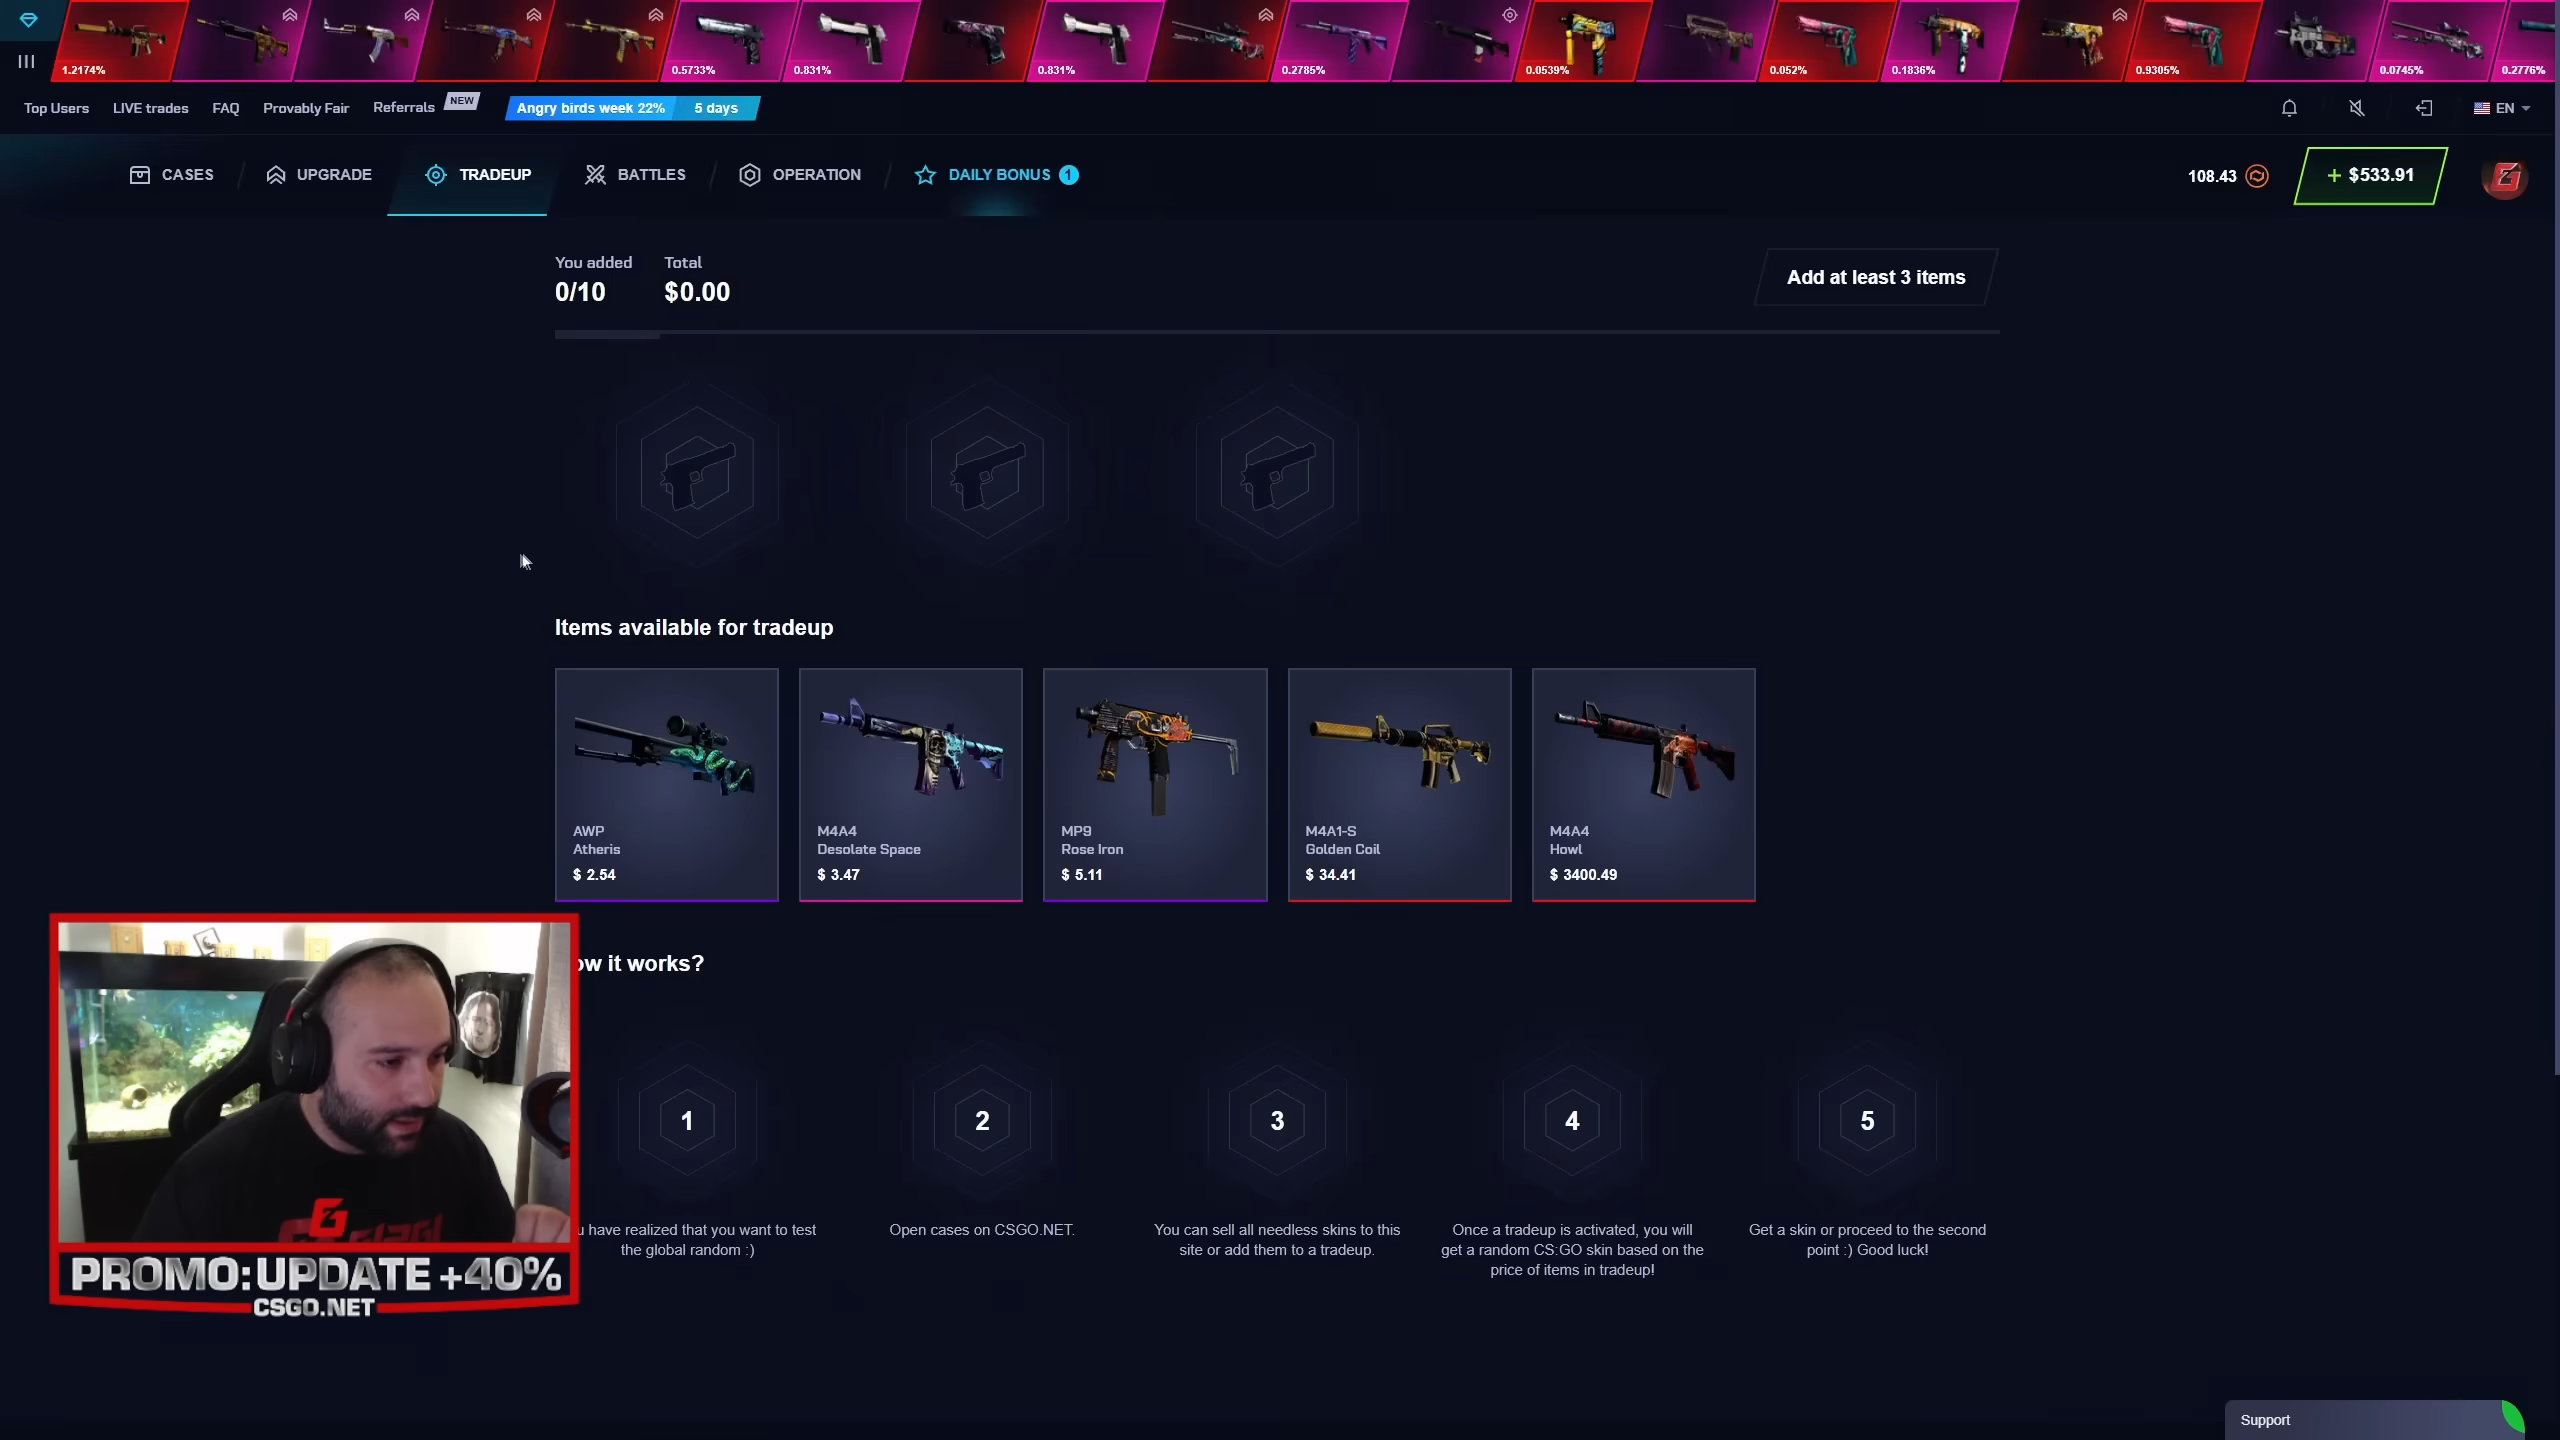 1.2174%
0.5733%
0.831%
0.831%
0.2785%
0.0539%
0.052%
0.1836%
0.9305%
0.0745%
0.2776%
Top Users
LIVE trades
FAQ
Provably Fair
Referrals
NEW
Angry birds week 22%
5 days
EN
CASES
UPGRADE
TRADEUP
BATTLES
OPERATION
DAILY BONUS 1
108.43
+ $533.91
You added
0/10
Total
$0.00
Add at least 3 items
Items available for tradeup
AWP
Atheris
$ 2.54
M4A4
Desolate Space
$ 3.47
MP9
Rose Iron
$ 5.11
M4A1-S
Golden Coil
$ 34.41
M4A4
Howl
$ 3400.49
ow it works?
1
2
3
4
5
u have realized that you want to test
the global random :)
Open cases on CSGO.NET.
You can sell all needless skins to this
site or add them to a tradeup.
Once a tradeup is activated, you will
get a random CS:GO skin based on the
price of items in tradeup!
Get a skin or proceed to the second
point :) Good luck!
PROMO:UPDATE +40%
CSGO.NET
Support